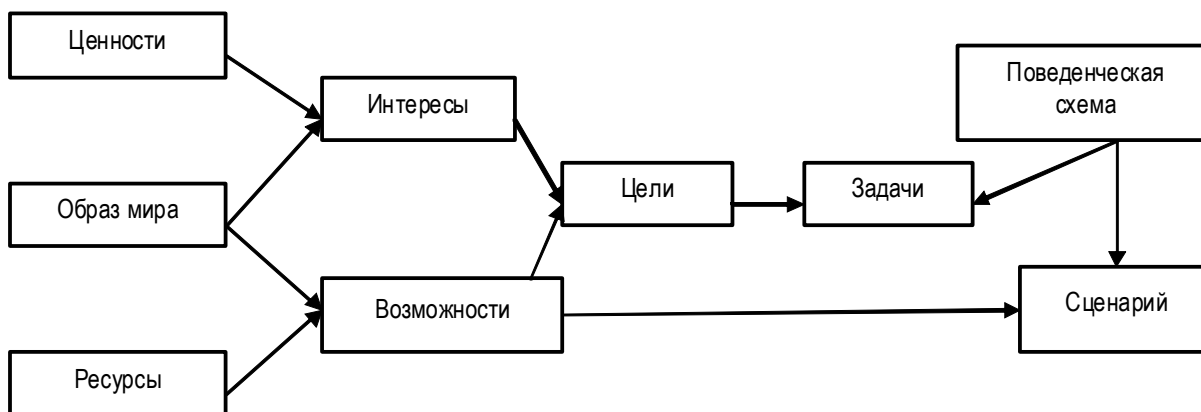 Ценности
Поведенческая
схема
Интересы
Цели
Задачи
Образ мира
Возможности
Сценарий
Ресурсы